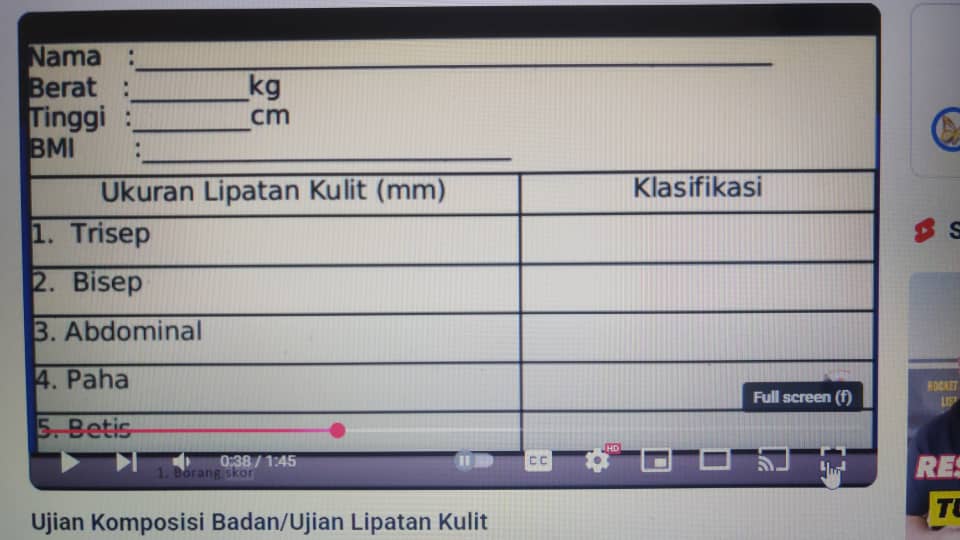 Nama :
Berat : kg
Tinggi : cm
BMI :
Ukuran Lipatan Kulit (mm) Klasifikasi
1. Trisep
2. Bisep
3. Abdominal
4. Paha
Full screen (f)
5. Betis
0:38 / 1:45
CC
HD
1. Borang skor
Ujian Komposisi Badan/Ujian Lipatan Kulit
S
ROCKET
RES
TU